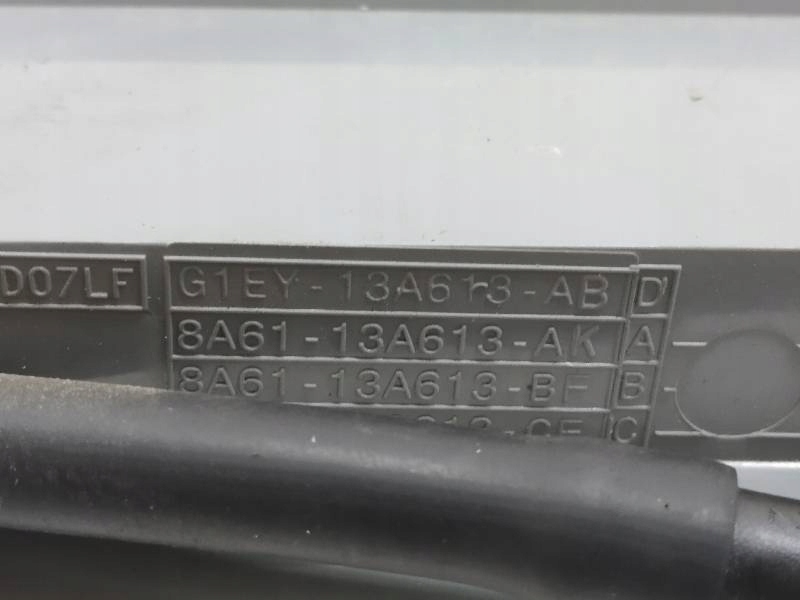 D07LF
G1EY-13A613-AB D
8A61-13A613-AK A
8A61-13A613-BF B
C